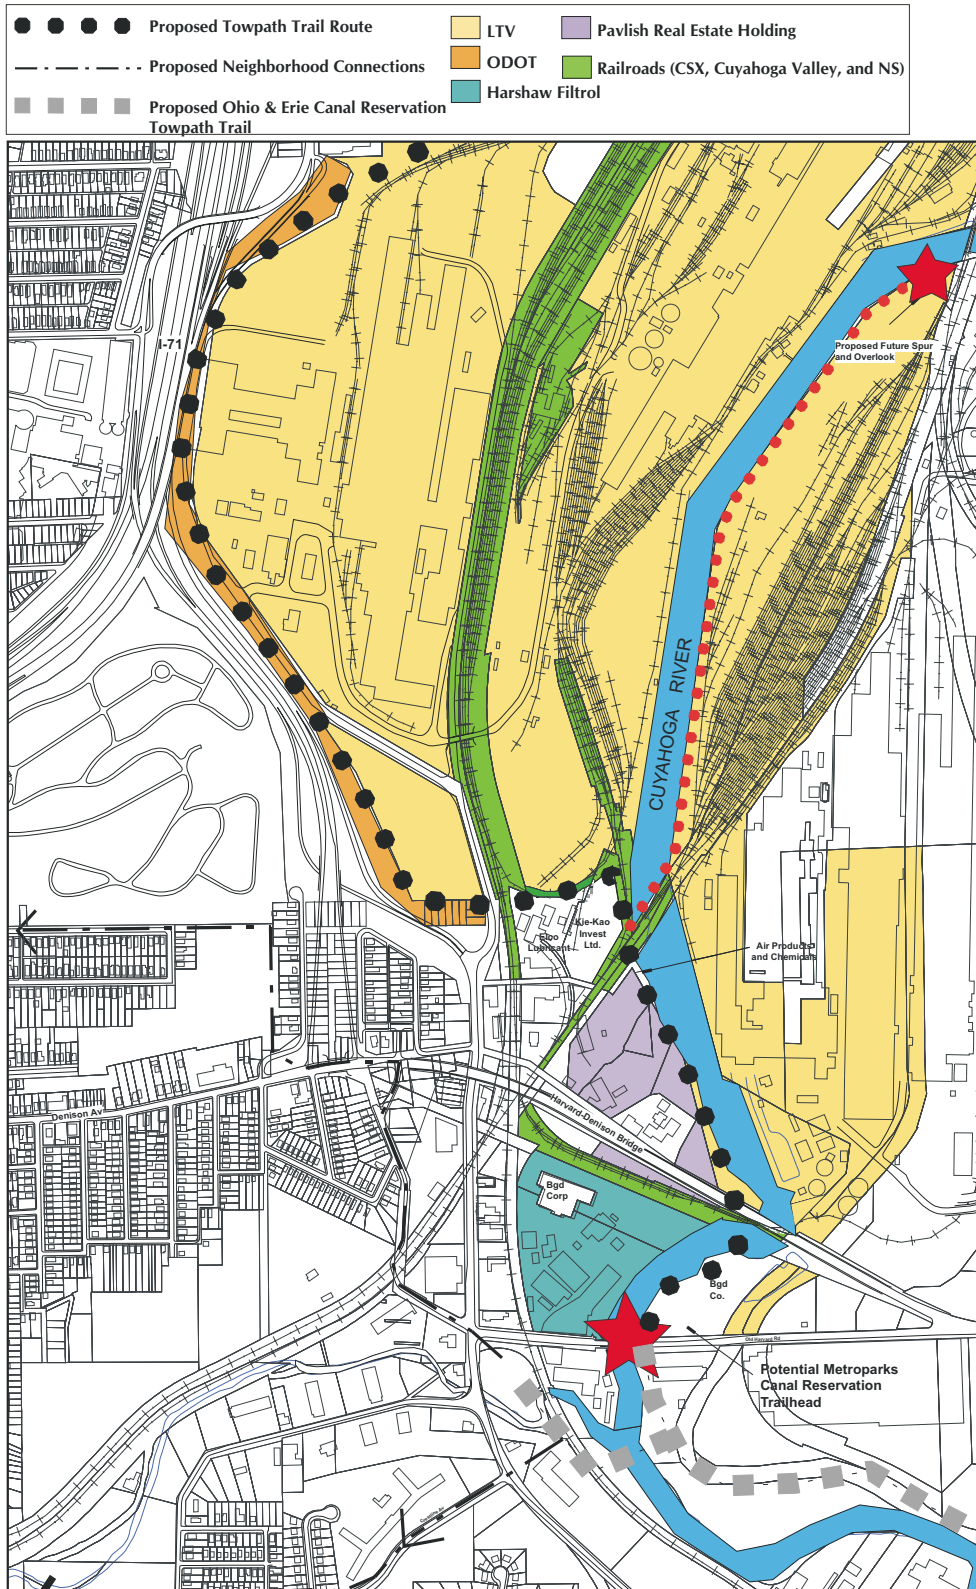 Proposed Towpath Trail Route
Proposed Neighborhood Connections
Proposed Ohio & Erie Canal Reservation
Towpath Trail
LTV
ODOT
Harshaw Filtrol
Pavlish Real Estate Holding
Railroads (CSX, Cuyahoga Valley, and NS)
I-71
Proposed Future Spur
and Overlook
CUYAHOGA RIVER
Kie-Kao
Invest
Ltd.
Lubricant
Air Products
and Chemicals
Denison Av
Harvard-Denison Bridge
Bgd
Corp
Bgd
Co.
Old Harvard Rd
Potential Metroparks
Canal Reservation
Trailhead